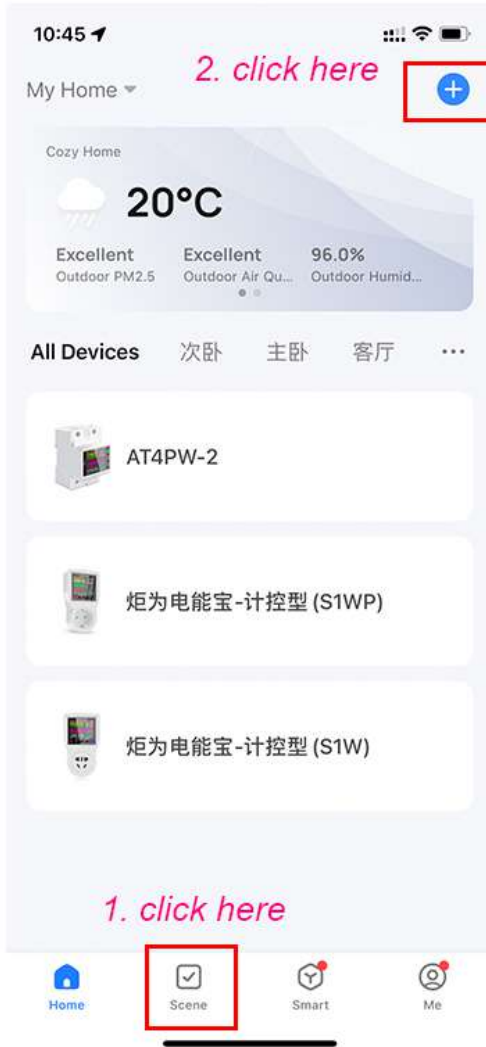 10:45
2. click here
My Home
Cozy Home
20°C
Excellent Excellent 96.0%
Outdoor PM2.5 Outdoor Air Qu... Outdoor Humid...
All Devices 次卧 主卧 客厅 ...
AT4PW-2
炬为电能宝-计控型 (S1WP)
炬为电能宝-计控型 (S1W)
1. click here
Home Scene Smart Me